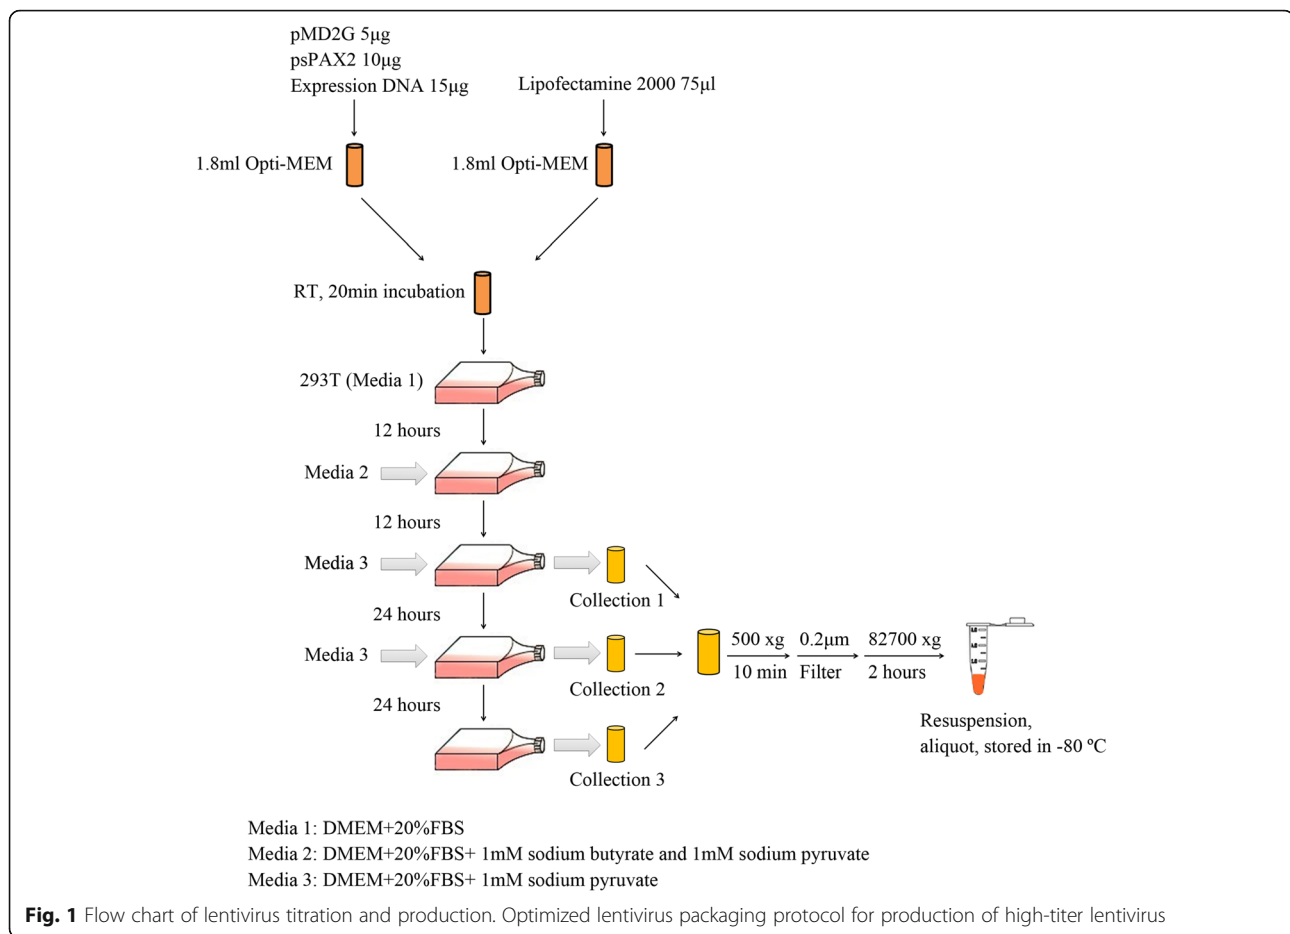 pMD2G 5μg
psPAX2 10μg
Expression DNA 15μg
Lipofectamine 2000 75μl
1.8ml Opti-MEM
1.8ml Opti-MEM
RT, 20min incubation
293T (Media 1)
12 hours
Media 2
12 hours
Media 3
Collection 1
24 hours
Media 3
Collection 2
24 hours
Collection 3
500 xg
10 min
0.2μm
Filter
82700 xg
2 hours
Resuspension,
aliquot, stored in -80 ºC
Media 1: DMEM+20%FBS
Media 2: DMEM+20%FBS+ 1mM sodium butyrate and 1mM sodium pyruvate
Media 3: DMEM+20%FBS+ 1mM sodium pyruvate
Fig. 1 Flow chart of lentivirus titration and production. Optimized lentivirus packaging protocol for production of high-titer lentivirus